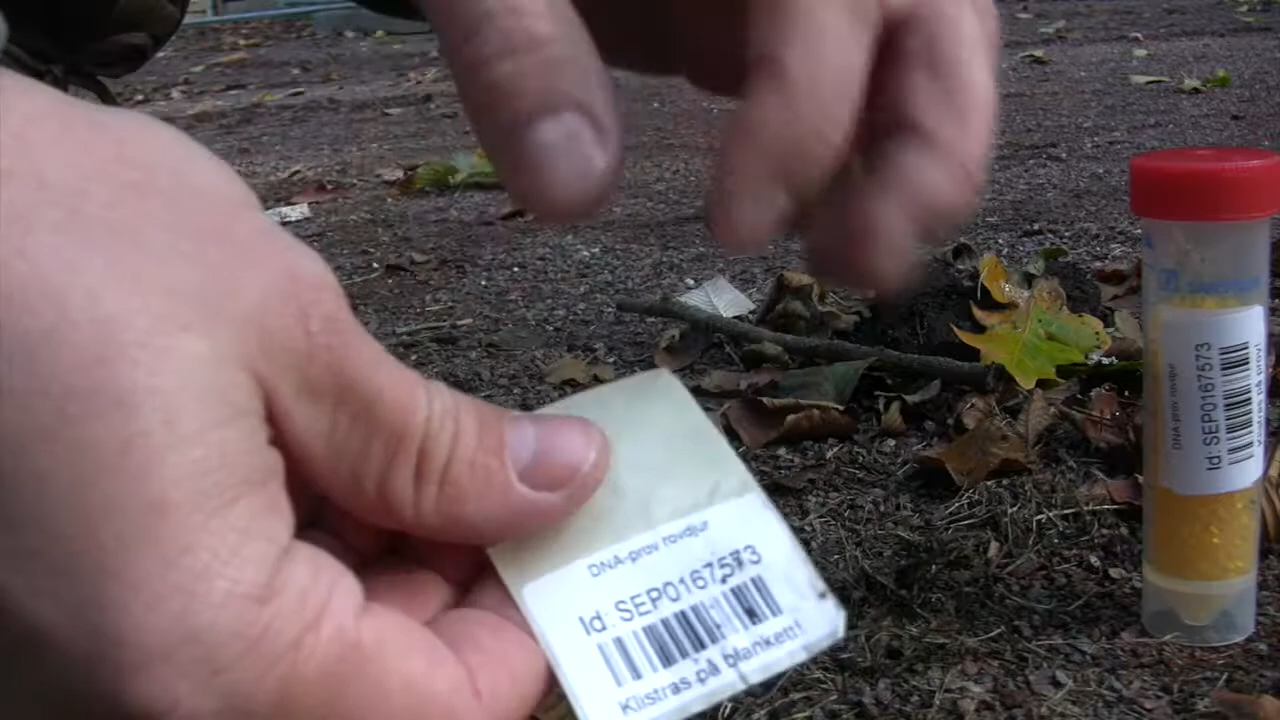 DNA-prov rovdjur
Id: SEP0167573
Klistras på blankett!
DNA-prov rovdjur
Id: SEP0167573
Klistras på prov!